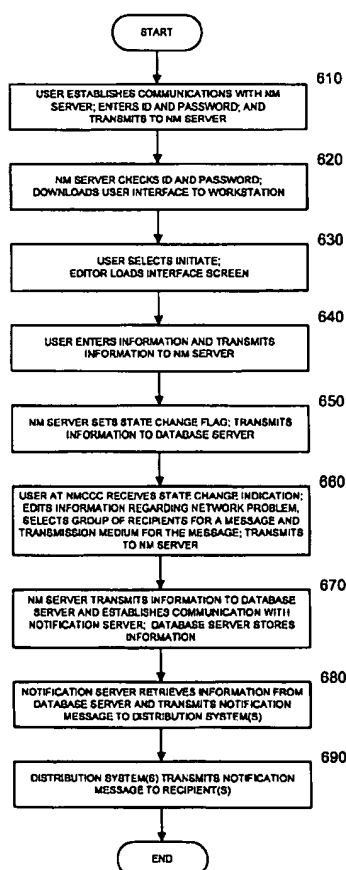 START
610
USER ESTABLISHES COMMUNICATIONS WITH NM
SERVER; ENTERS ID AND PASSWORD; AND
TRANSMITS TO NM SERVER
620
NM SERVER CHECKS ID AND PASSWORD;
DOWNLOADS USER INTERFACE TO WORKSTATION
630
USER SELECTS INITIATE;
EDITOR LOADS INTERFACE SCREEN
640
USER ENTERS INFORMATION AND TRANSMITS
INFORMATION TO NM SERVER
650
NM SERVER SETS STATE CHANGE FLAG; TRANSMITS
INFORMATION TO DATABASE SERVER
660
USER AT NMCCC RECEIVES STATE CHANGE INDICATION;
EDITS INFORMATION REGARDING NETWORK PROBLEM,
SELECTS GROUP OF RECIPIENTS FOR A MESSAGE AND
TRANSMISSION MEDIUM FOR THE MESSAGE; TRANSMITS
TO NM SERVER
670
NM SERVER TRANSMITS INFORMATION TO DATABASE
SERVER AND ESTABLISHES COMMUNICATION WITH
NOTIFICATION SERVER; DATABASE SERVER STORES
INFORMATION
680
NOTIFICATION SERVER RETRIEVES INFORMATION FROM
DATABASE SERVER AND TRANSMITS NOTIFICATION
MESSAGE TO DISTRIBUTION SYSTEM(S)
690
DISTRIBUTION SYSTEM(S) TRANSMITS NOTIFICATION
MESSAGE TO RECIPIENT(S)
END